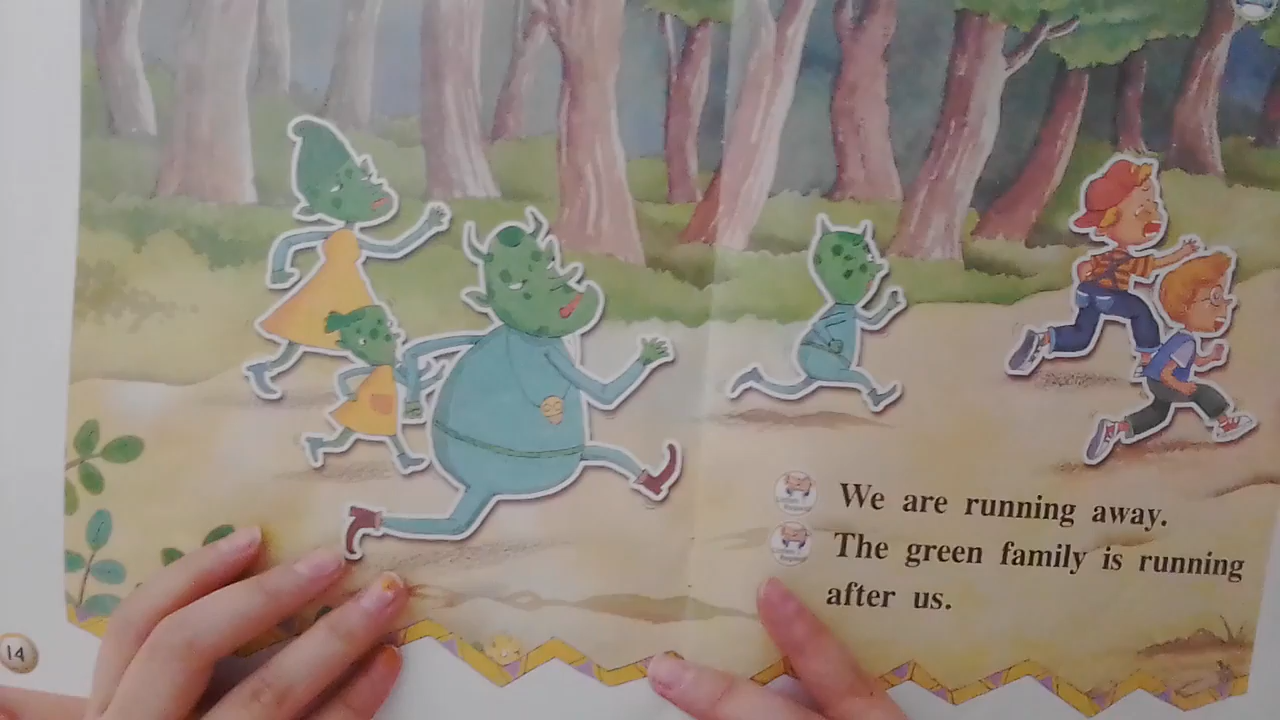 We are running away.
The green family is running
after us.
14